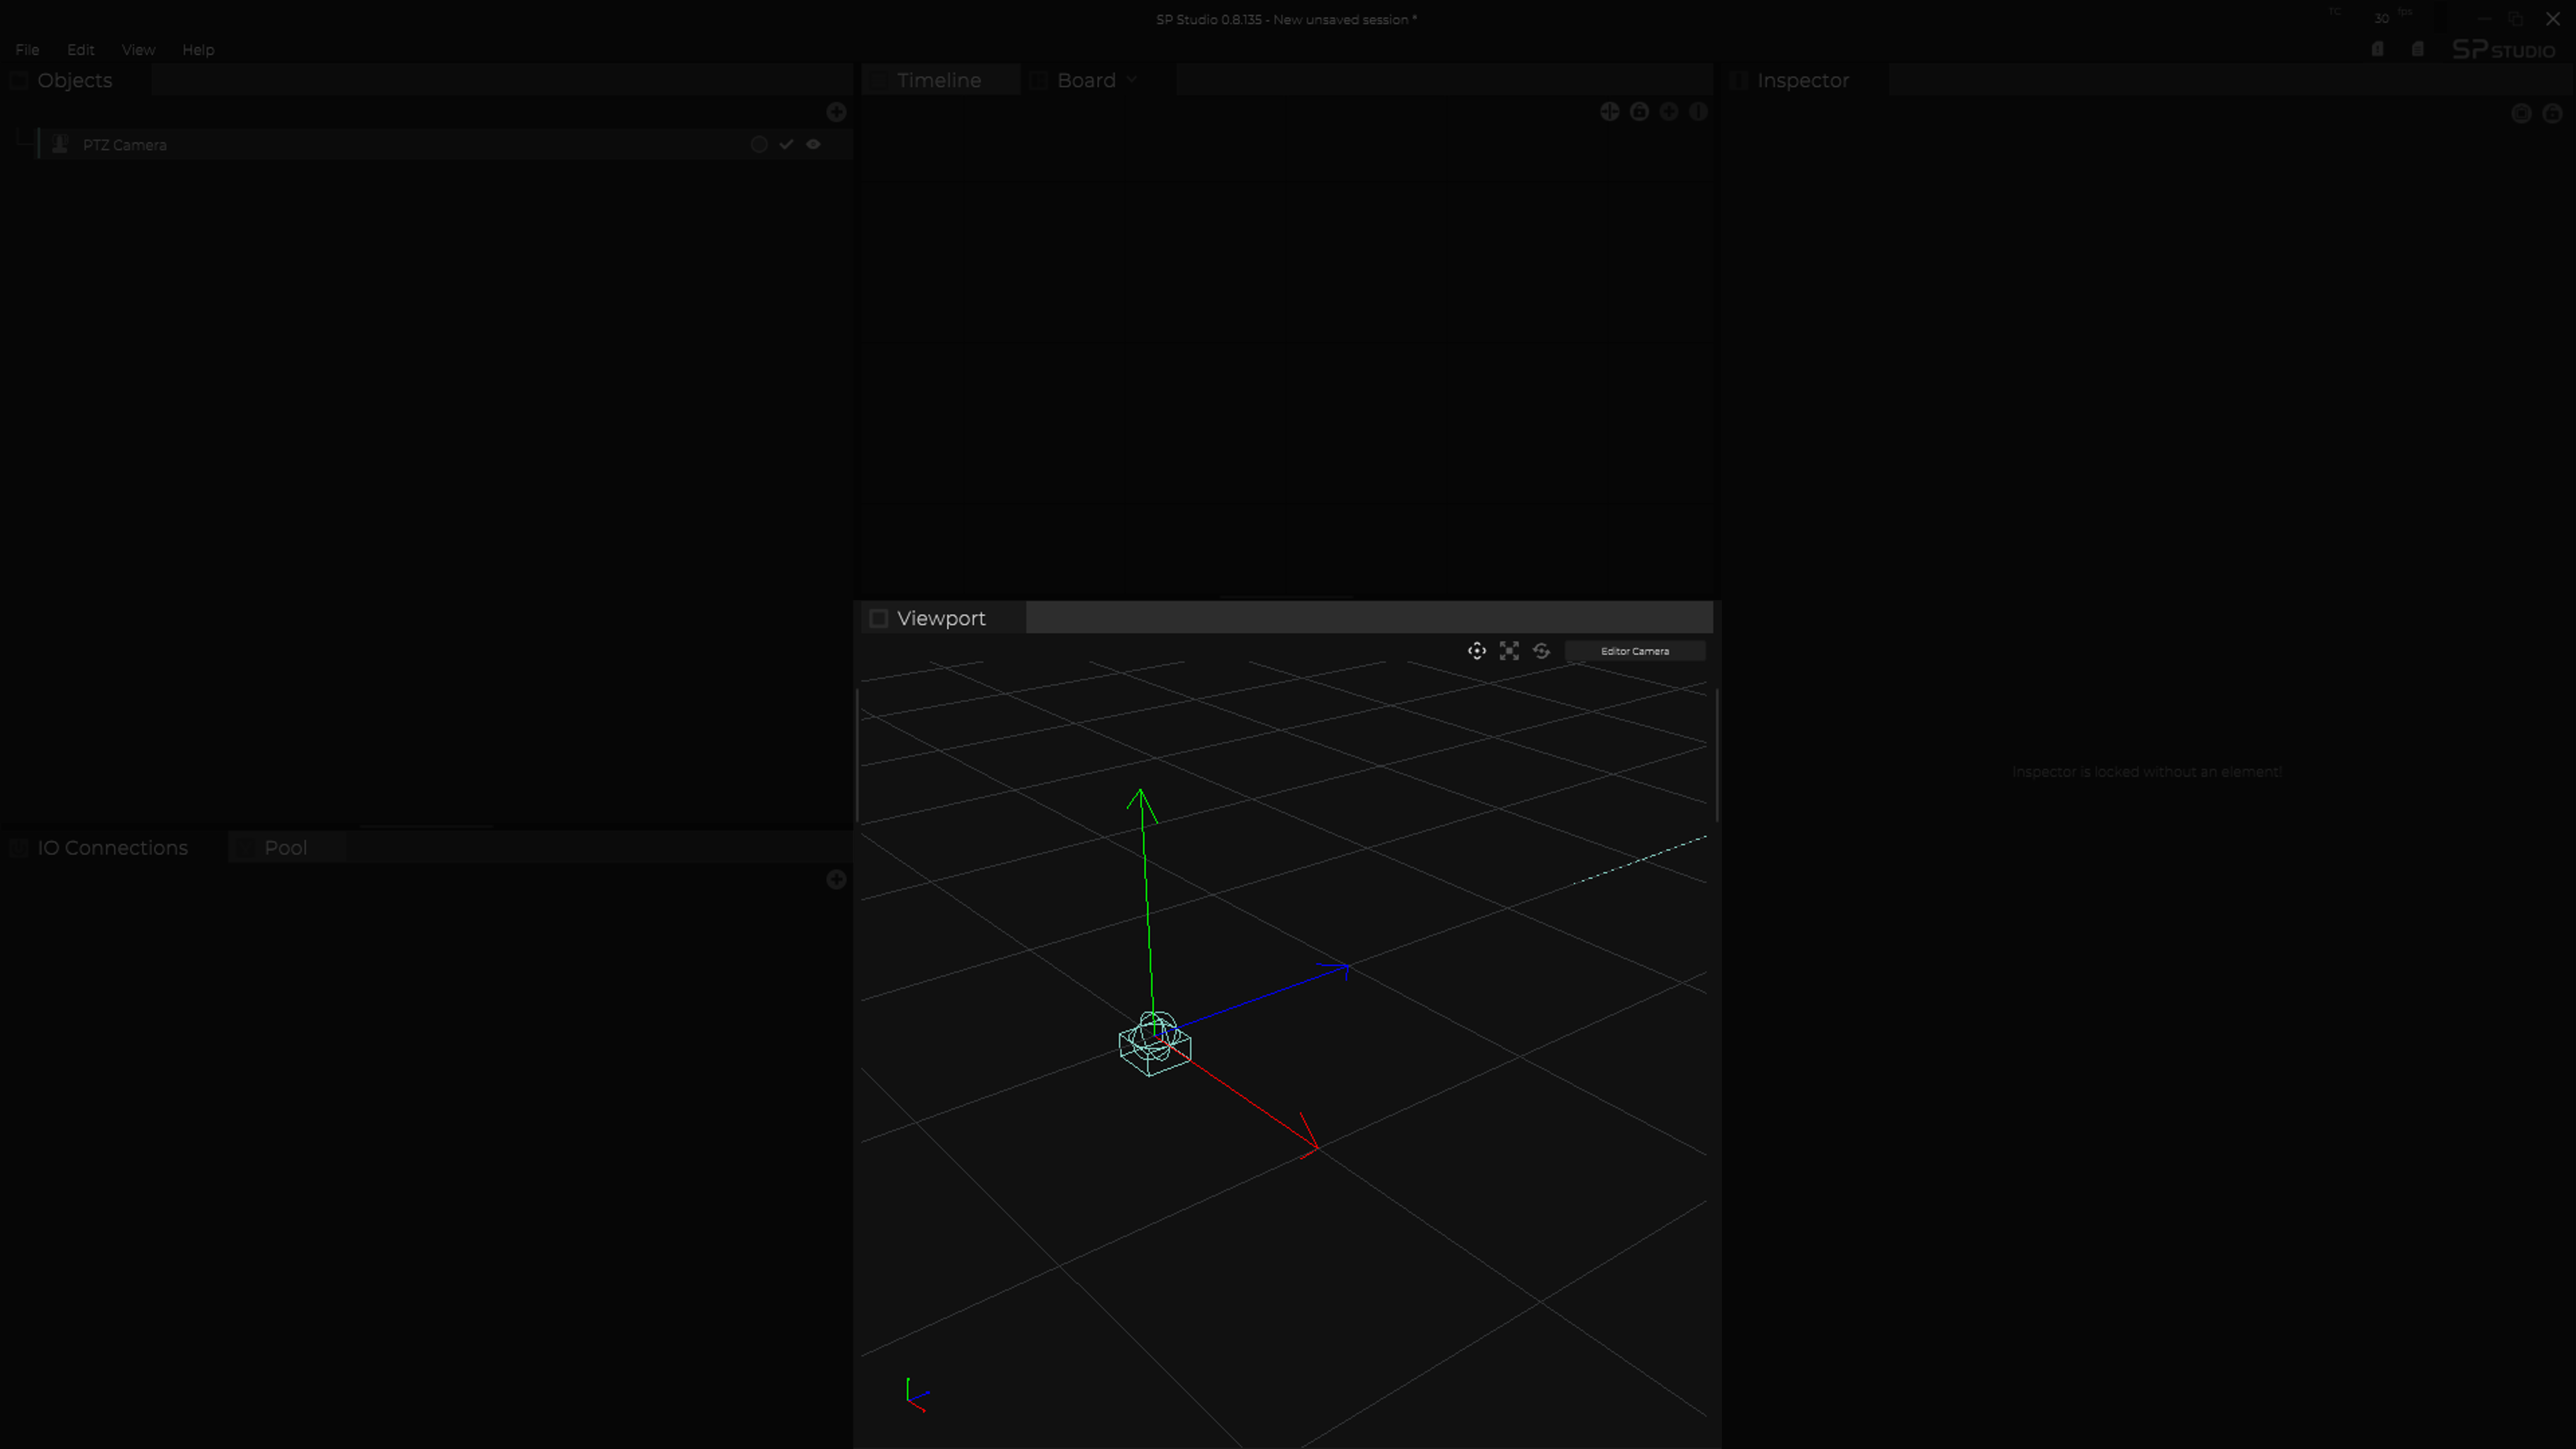 SP Studio 0.8.135 - New unsaved session *
TC 30 fps
File Edit View Help
SP STUDIO
Objects
Timeline
Board
Inspector
PTZ Camera
Viewport
Editor Camera
Inspector is locked without an element!
IO Connections
Pool